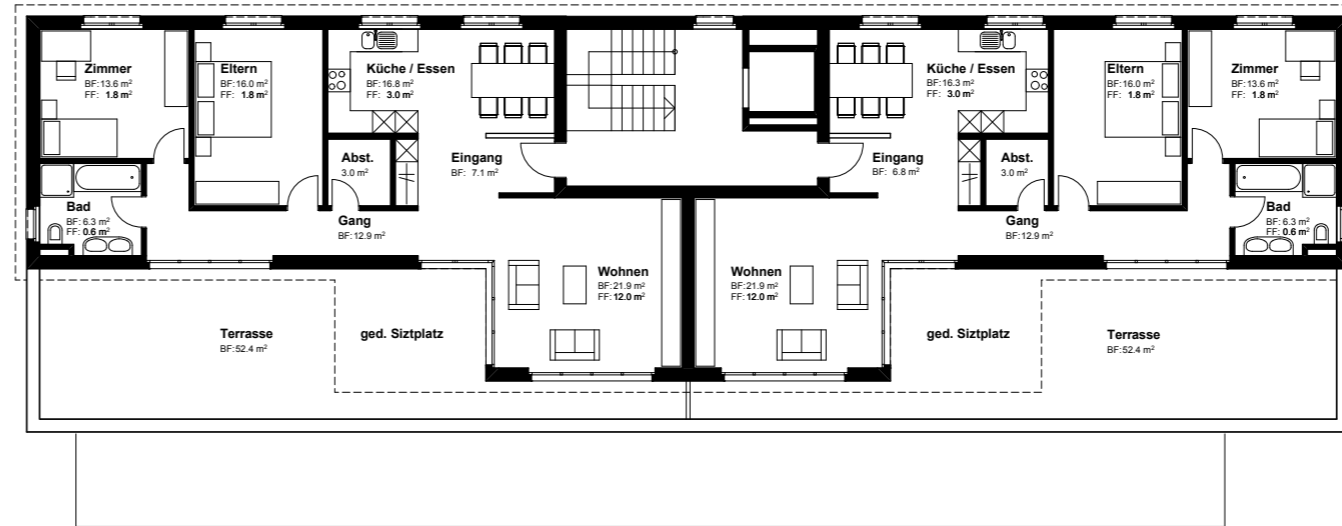 Zimmer
BF: 13.6 m²
FF: 1.8 m²
Eltern
BF: 16.0 m²
FF: 1.8 m²
Küche / Essen
BF: 16.8 m²
FF: 3.0 m²
Küche / Essen
BF: 16.3 m²
FF: 3.0 m²
Eltern
BF: 16.0 m²
FF: 1.8 m²
Zimmer
BF: 13.6 m²
FF: 1.8 m²
Abst.
3.0 m²
Eingang
BF: 7.1 m²
Eingang
BF: 6.8 m²
Abst.
3.0 m²
Bad
BF: 6.3 m²
FF: 0.6 m²
Gang
BF: 12.9 m²
Gang
BF: 12.9 m²
Bad
BF: 6.3 m²
FF: 0.6 m²
Wohnen
BF: 21.9 m²
FF: 12.0 m²
Wohnen
BF: 21.9 m²
FF: 12.0 m²
Terrasse
BF: 52.4 m²
ged. Siztplatz
ged. Siztplatz
Terrasse
BF: 52.4 m²